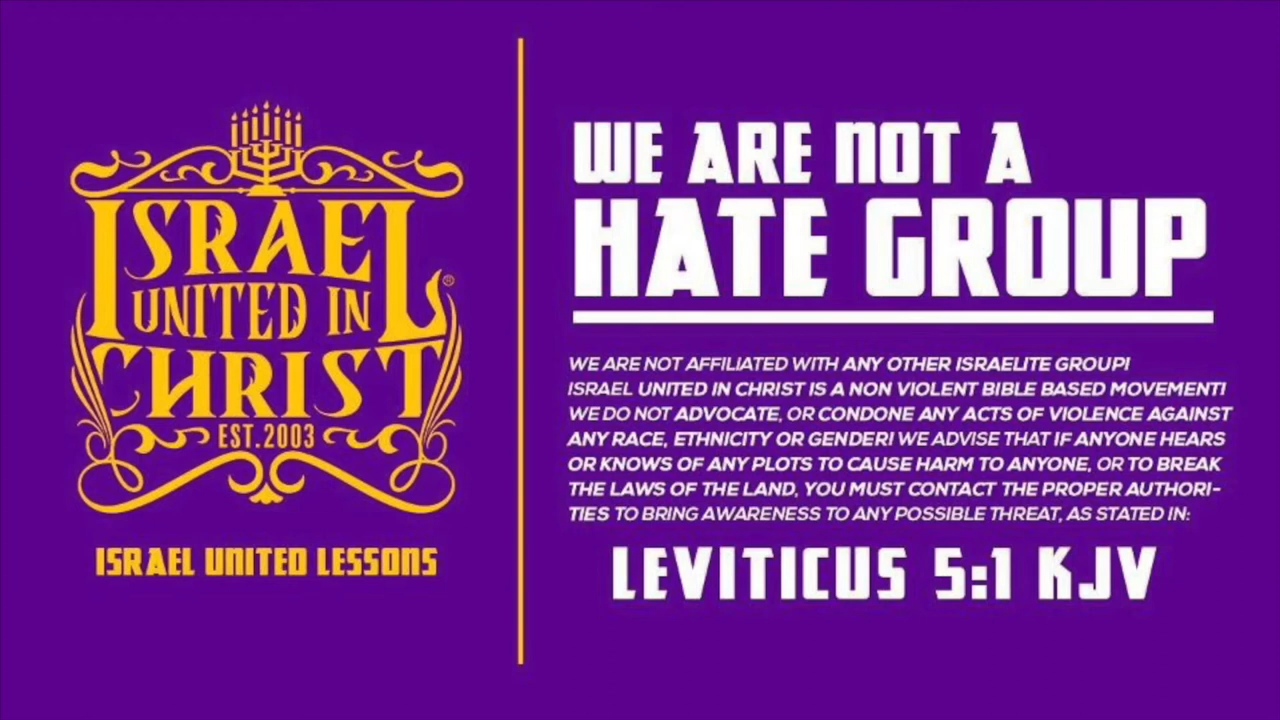 ISRAEL
UNITED IN
CHRIST
EST.2003
ISRAEL UNITED LESSONS
WE ARE NOT A
HATE GROUP
WE ARE NOT AFFILIATED WITH ANY OTHER ISRAELITE GROUP!
ISRAEL UNITED IN CHRIST IS A NON VIOLENT BIBLE BASED MOVEMENT!
WE DO NOT ADVOCATE, OR CONDONE ANY ACTS OF VIOLENCE AGAINST
ANY RACE, ETHNICITY OR GENDER! WE ADVISE THAT IF ANYONE HEARS
OR KNOWS OF ANY PLOTS TO CAUSE HARM TO ANYONE, OR TO BREAK
THE LAWS OF THE LAND, YOU MUST CONTACT THE PROPER AUTHORI-
TIES TO BRING AWARENESS TO ANY POSSIBLE THREAT, AS STATED IN:
LEVITICUS 5:1 KJV